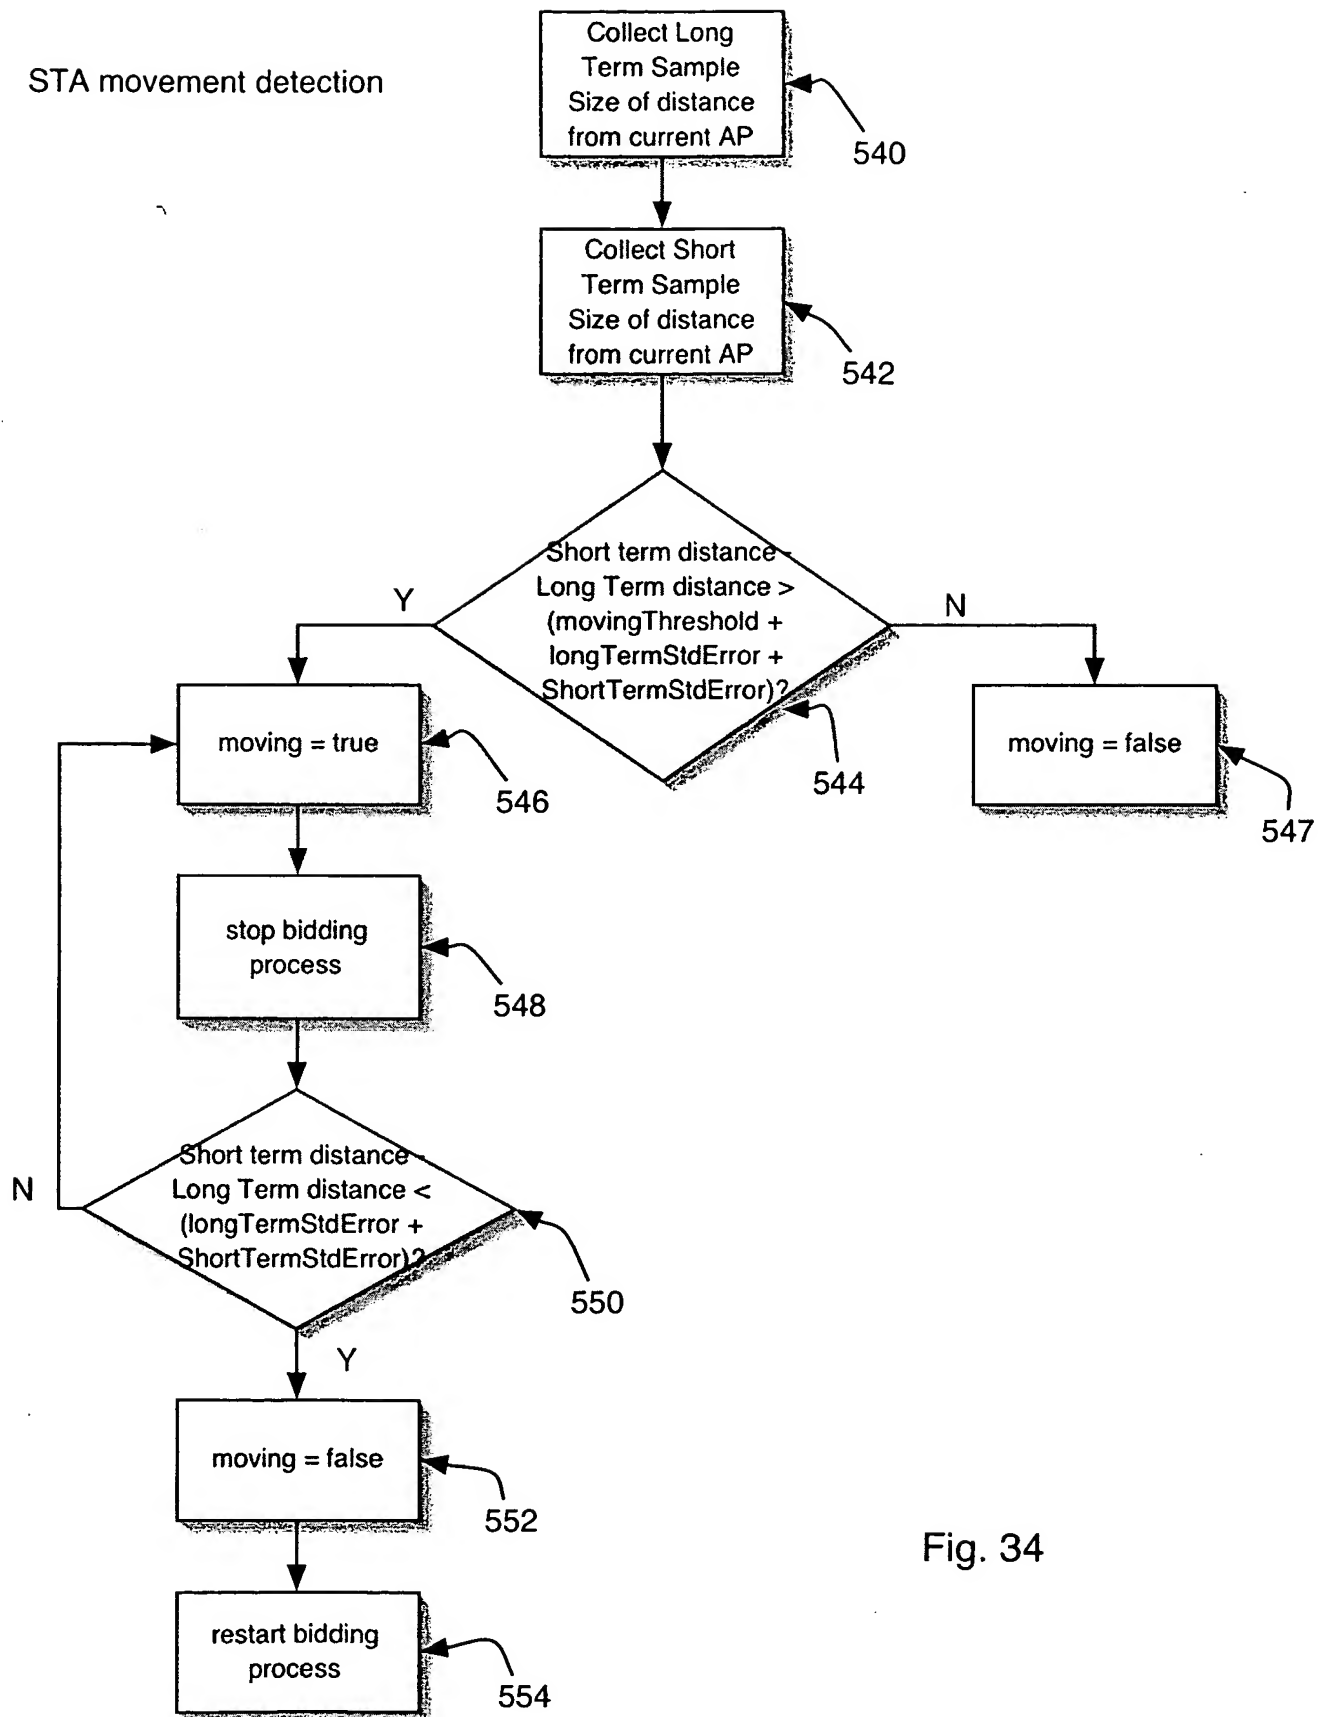 STA movement detection
Collect Long
Term Sample
Size of distance
from current AP
540
Collect Short
Term Sample
Size of distance
from current AP
542
Short term distance -
Long Term distance >
(movingThreshold +
longTermStdError +
ShortTermStdError)?
Y
N
544
moving = true
546
moving = false
547
stop bidding
process
548
Short term distance -
Long Term distance <
(longTermStdError +
ShortTermStdError)?
N
550
Y
moving = false
552
restart bidding
process
554
Fig. 34